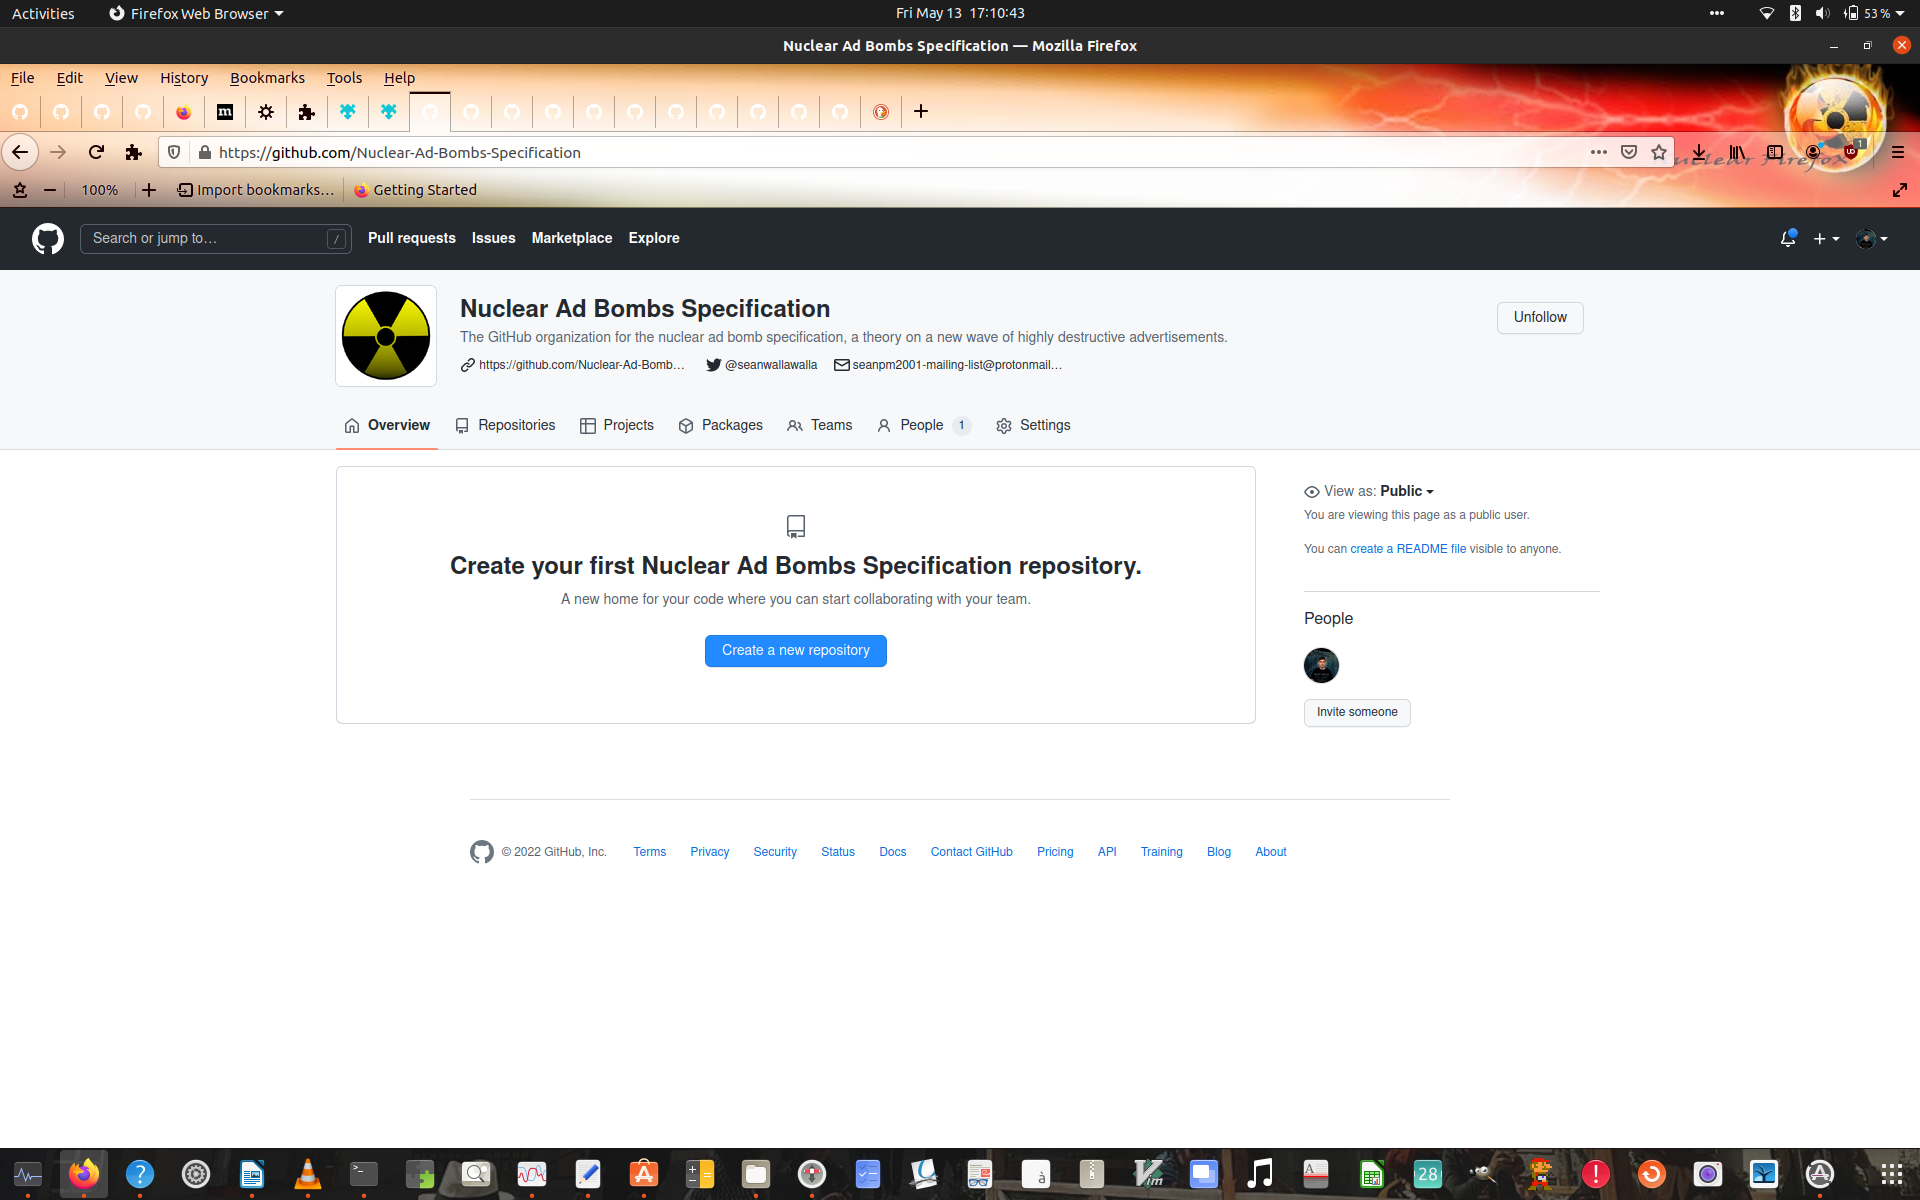 Activities
Firefox Web Browser
Fri May 13 17:10:43
53 %
Nuclear Ad Bombs Specification — Mozilla Firefox
File Edit View History Bookmarks Tools Help
m
https://github.com/Nuclear-Ad-Bombs-Specification
1
100%
Import bookmarks…
Getting Started
Search or jump to…
/
Pull requests Issues Marketplace Explore
Nuclear Ad Bombs Specification
The GitHub organization for the nuclear ad bomb specification, a theory on a new wave of highly destructive advertisements.
Unfollow
https://github.com/Nuclear-Ad-Bomb…
@seanwallawalla
seanpm2001-mailing-list@protonmail…
Overview Repositories Projects Packages Teams People 1 Settings
Create your first Nuclear Ad Bombs Specification repository.
A new home for your code where you can start collaborating with your team.
Create a new repository
View as: Public
You are viewing this page as a public user.
You can create a README file visible to anyone.
People
Invite someone
© 2022 GitHub, Inc.
Terms Privacy Security Status Docs Contact GitHub Pricing API Training Blog About
28